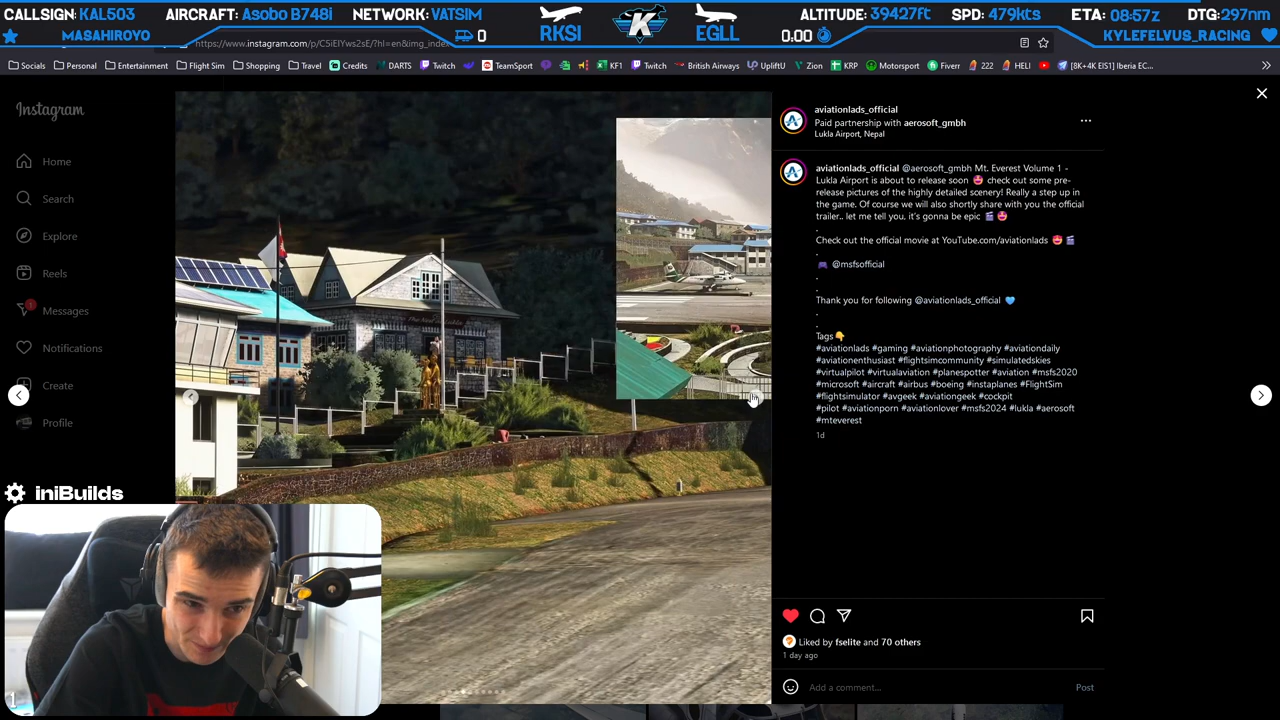 CALLSIGN: KAL503
AIRCRAFT: Asobo B748i
NETWORK: VATSIM
ALTITUDE: 39427ft
SPD: 479kts
ETA: 08:57z
DTG: 297nm
MASAHIROYO
0
RKSI
K
EGLL
0.00
KYLEFELVUS_RACING
https://www.instagram.com/p/C5iEIYws2sE/?hl=en&img_index
Socials
Personal
Entertainment
Flight Sim
Shopping
Travel
Credits
DARTS
Twitch
TeamSport
KF1
Twitch
British Airways
UpliftU
Zion
KRP
Motorsport
Fiverr
222
HELI
[8K+4K EIS1] Iberia EC...
Instagram
Home
Search
Explore
Reels
1
Messages
Notifications
Create
Profile
aviationlads_official
Paid partnership with aerosoft_gmbh
Lukla Airport, Nepal
aviationlads_official @aerosoft_gmbh Mt. Everest Volume 1 -
Lukla Airport is about to release soon 🤩 check out some pre-
release pictures of the highly detailed scenery! Really a step up in
the game. Of course we will also shortly share with you the official
trailer.. let me tell you, it's gonna be epic 🎬 🤩
.
Check out the official movie at YouTube.com/aviationlads 🤩 🎬
.
🎮 @msfsofficial
.
.
Thank you for following @aviationlads_official 💙
.
.
Tags👇
#aviationlads #gaming #aviationphotography #aviationdaily
#aviationenthusiast #flightsimcommunity #simulatedskies
#virtualpilot #virtualaviation #planespotter #aviation #msfs2020
#microsoft #aircraft #airbus #boeing #instaplanes #FlightSim
#flightsimulator #avgeek #aviationgeek #cockpit
#pilot #aviationporn #aviationlover #msfs2024 #lukla #aerosoft
#mteverest
1d
Liked by fselite and 70 others
1 day ago
Add a comment...
Post
iniBuilds
1